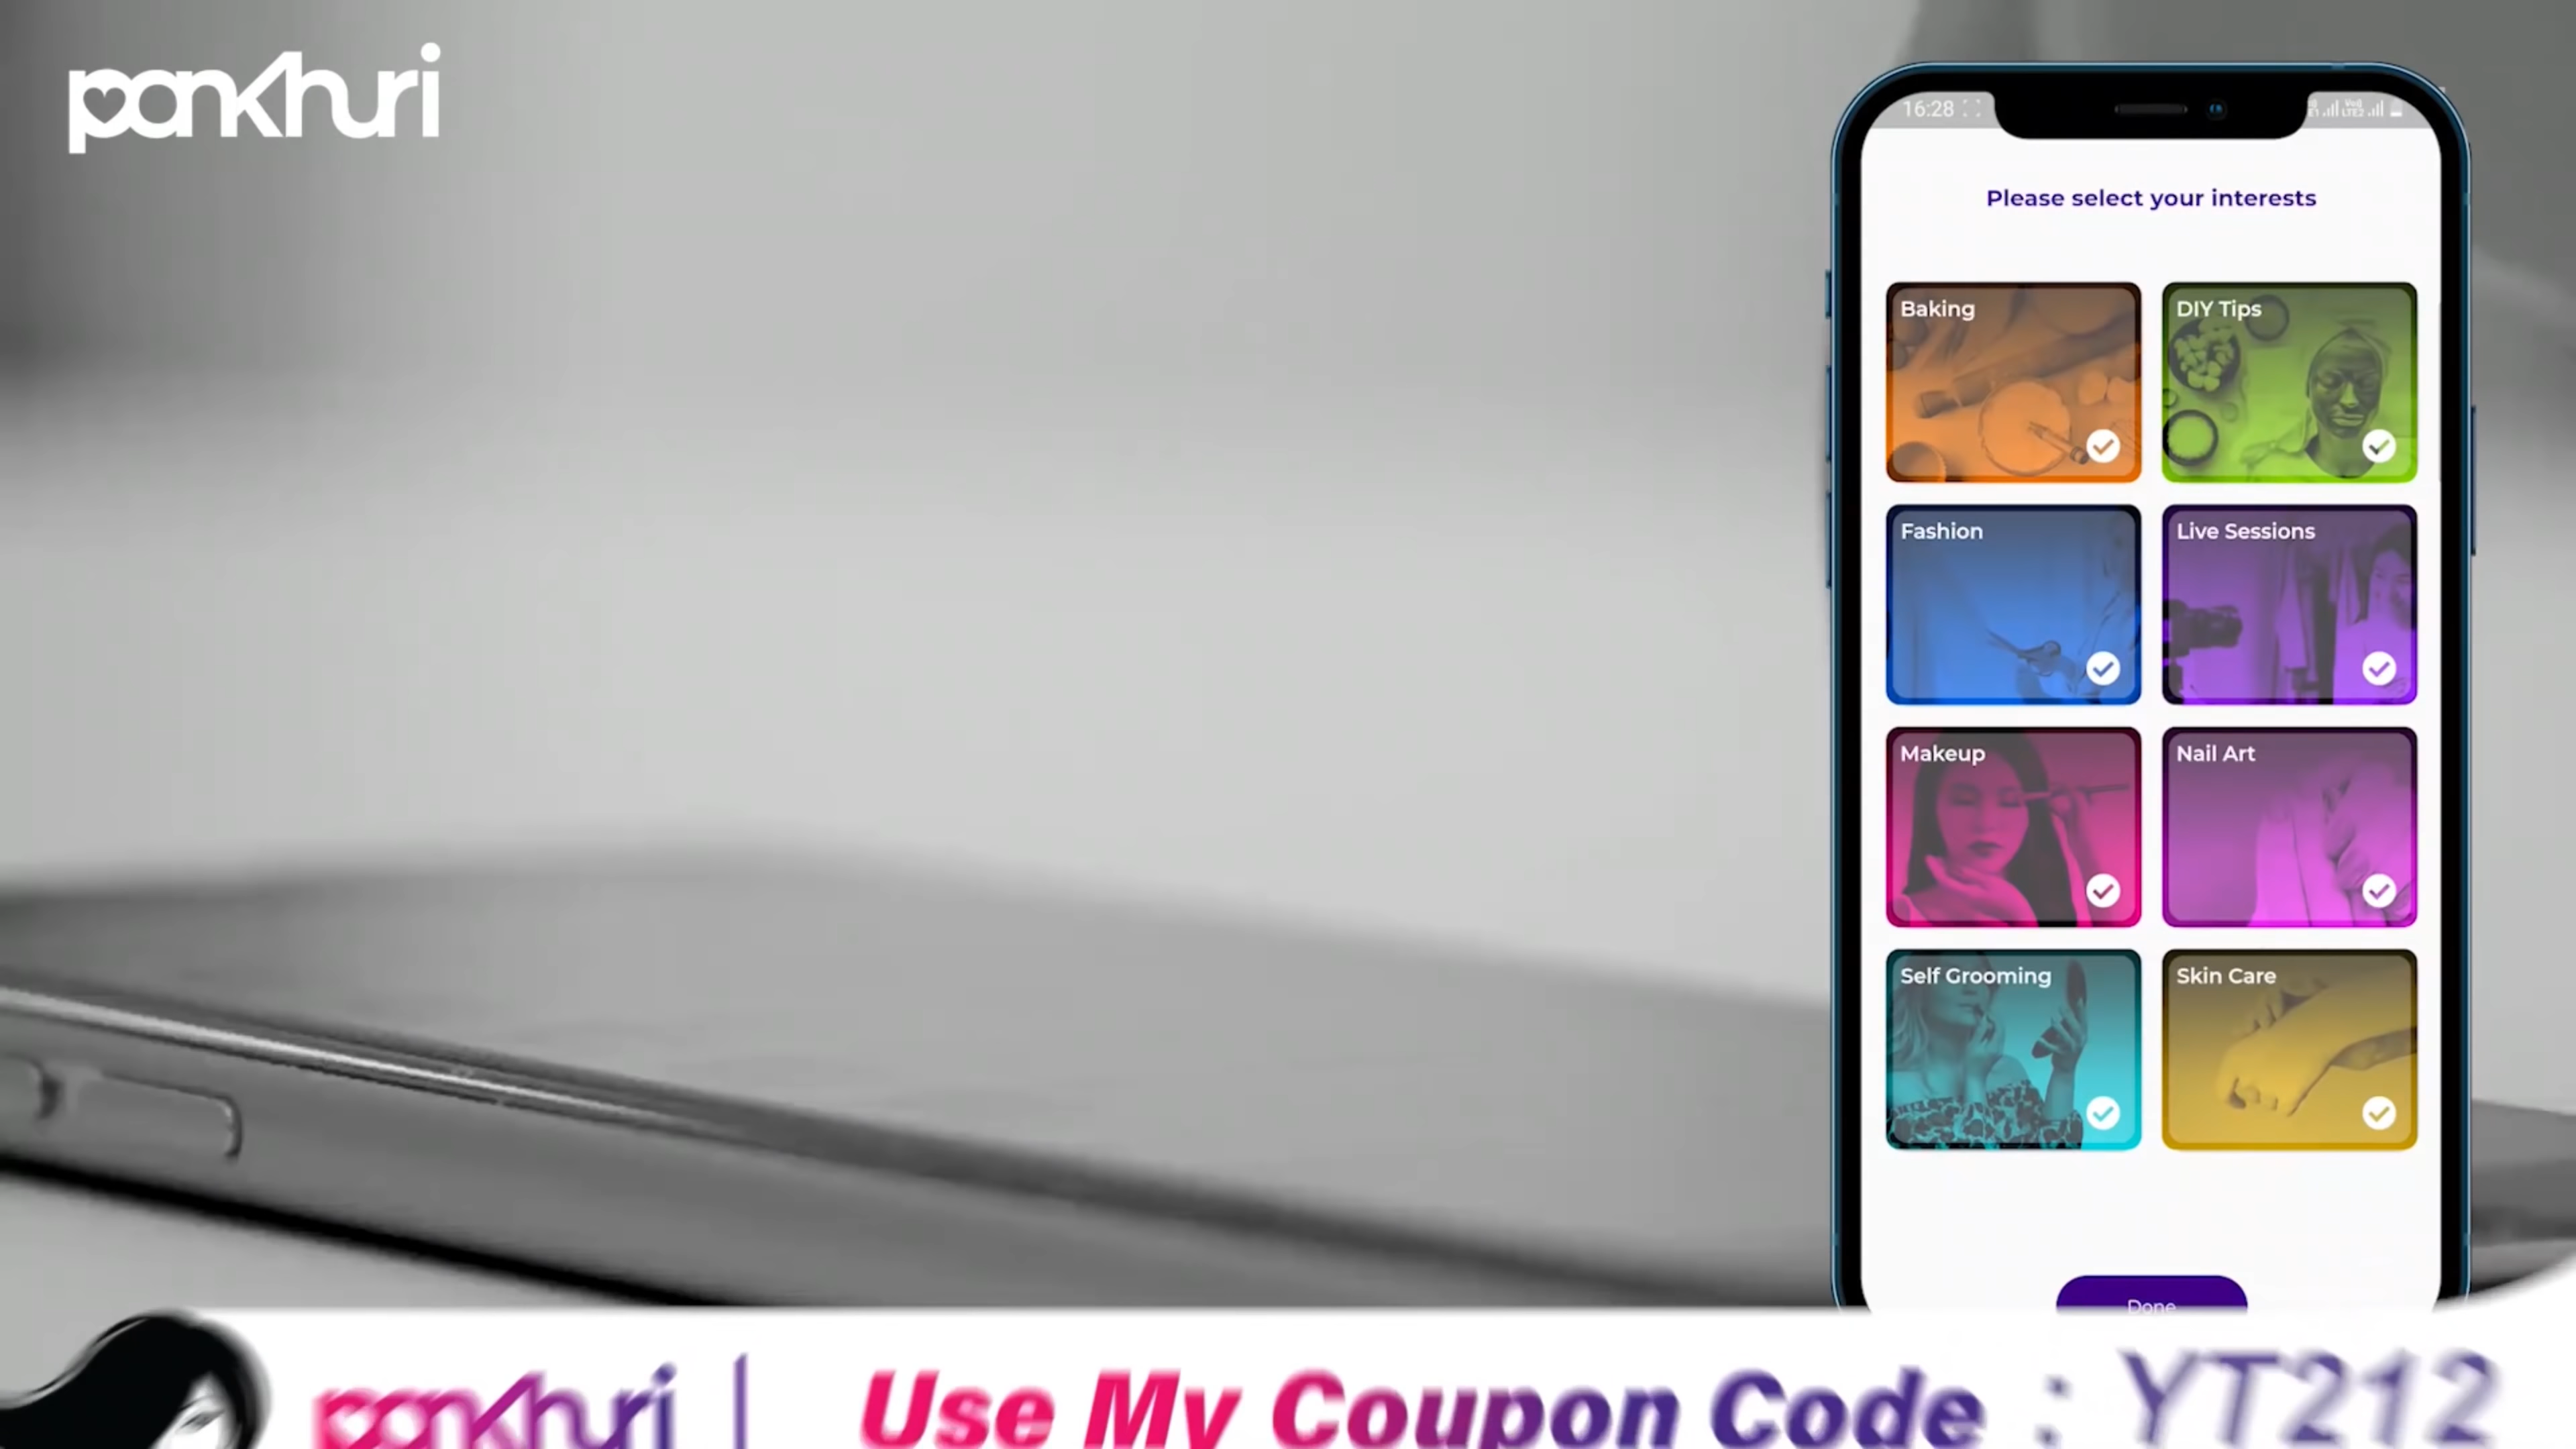 pankhuri
16:28
Please select your interests
Baking
DIY Tips
Fashion
Live Sessions
Makeup
Nail Art
Self Grooming
Skin Care
Done
pankhuri | Use My Coupon Code : YT212